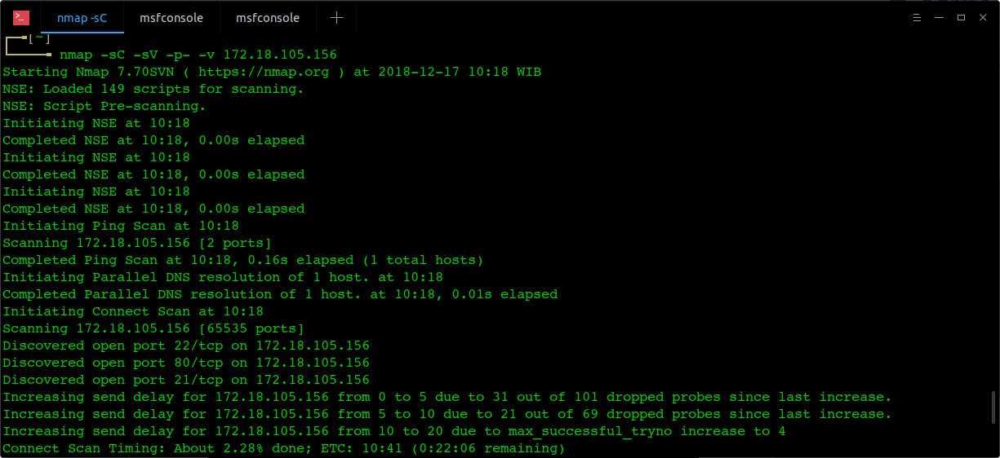 nmap -sC
msfconsole
msfconsole
[~]
nmap -sC -sV -p- -v 172.18.105.156
Starting Nmap 7.70SVN ( https://nmap.org ) at 2018-12-17 10:18 WIB
NSE: Loaded 149 scripts for scanning.
NSE: Script Pre-scanning.
Initiating NSE at 10:18
Completed NSE at 10:18, 0.00s elapsed
Initiating NSE at 10:18
Completed NSE at 10:18, 0.00s elapsed
Initiating NSE at 10:18
Completed NSE at 10:18, 0.00s elapsed
Initiating Ping Scan at 10:18
Scanning 172.18.105.156 [2 ports]
Completed Ping Scan at 10:18, 0.16s elapsed (1 total hosts)
Initiating Parallel DNS resolution of 1 host. at 10:18
Completed Parallel DNS resolution of 1 host. at 10:18, 0.01s elapsed
Initiating Connect Scan at 10:18
Scanning 172.18.105.156 [65535 ports]
Discovered open port 22/tcp on 172.18.105.156
Discovered open port 80/tcp on 172.18.105.156
Discovered open port 21/tcp on 172.18.105.156
Increasing send delay for 172.18.105.156 from 0 to 5 due to 31 out of 101 dropped probes since last increase.
Increasing send delay for 172.18.105.156 from 5 to 10 due to 21 out of 69 dropped probes since last increase.
Increasing send delay for 172.18.105.156 from 10 to 20 due to max_successful_tryno increase to 4
Connect Scan Timing: About 2.28% done; ETC: 10:41 (0:22:06 remaining)